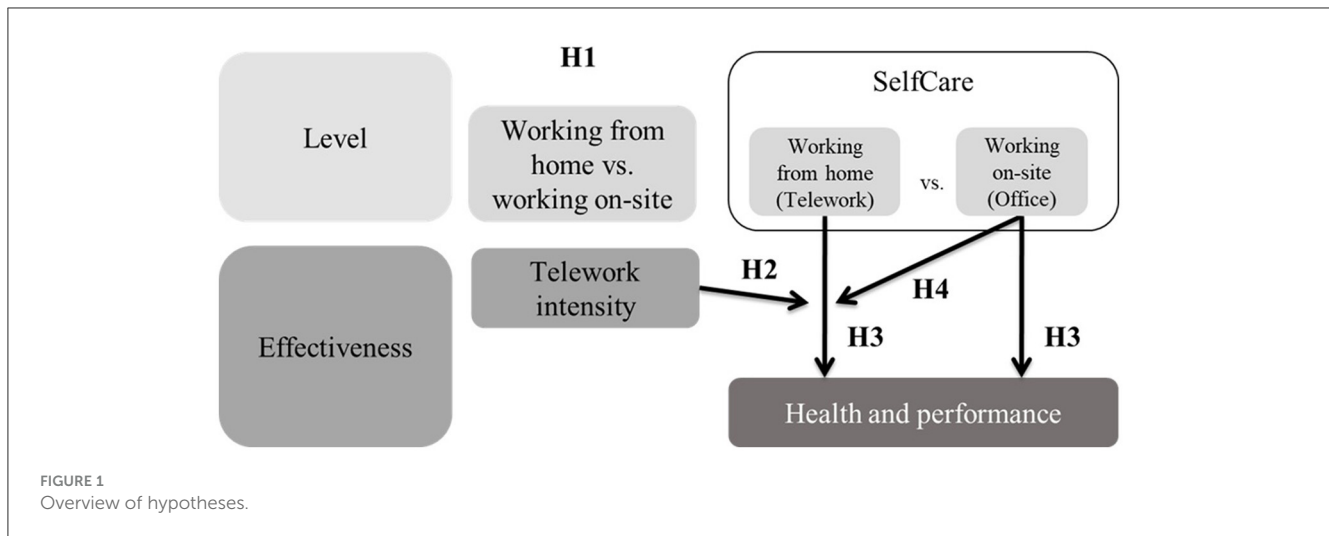 H1
Level
Working from
home vs.
working on-site
SelfCare
Working
from home
(Telework)
vs.
Working
on-site
(Office)
Effectiveness
Telework
intensity
H2
H4
H3
H3
Health and performance
FIGURE 1
Overview of hypotheses.